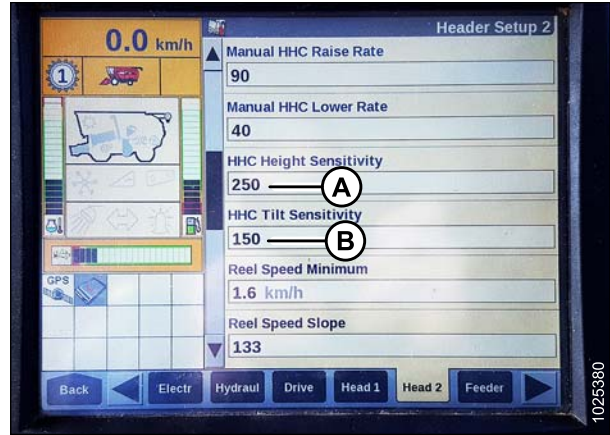 0.0 km/h
1
GPS
Header Setup 2
Manual HHC Raise Rate
90
Manual HHC Lower Rate
40
HHC Height Sensitivity
250
A
HHC Tilt Sensitivity
150
B
Reel Speed Minimum
1.6 km/h
Reel Speed Slope
133
Back
Electr
Hydraul
Drive
Head 1
Head 2
Feeder
1025380